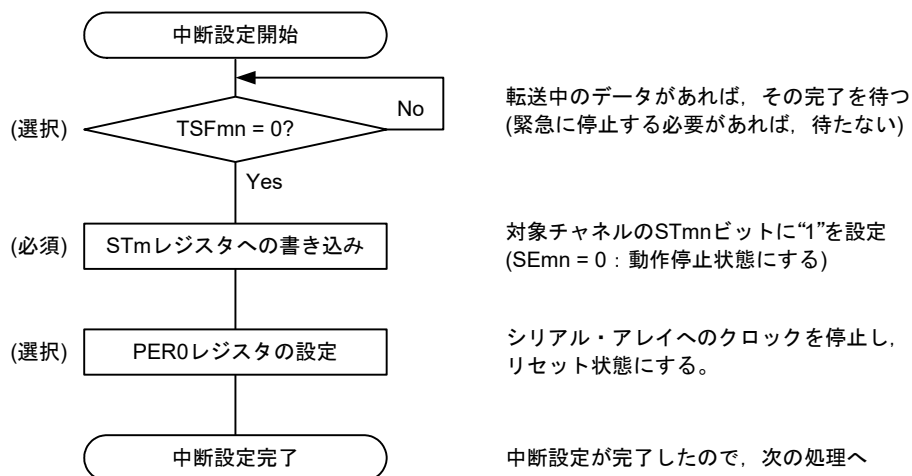 中断設定開始
No
転送中のデータがあれば，その完了を待つ
(選択)
TSFmn = 0?
(緊急に停止する必要があれば，待たない)
Yes
(必須)
STmレジスタへの書き込み
対象チャネルのSTmnビットに“1”を設定
(SEmn = 0：動作停止状態にする)
(選択)
PER0レジスタの設定
シリアル・アレイへのクロックを停止し，
リセット状態にする。
中断設定完了
中断設定が完了したので，次の処理へ